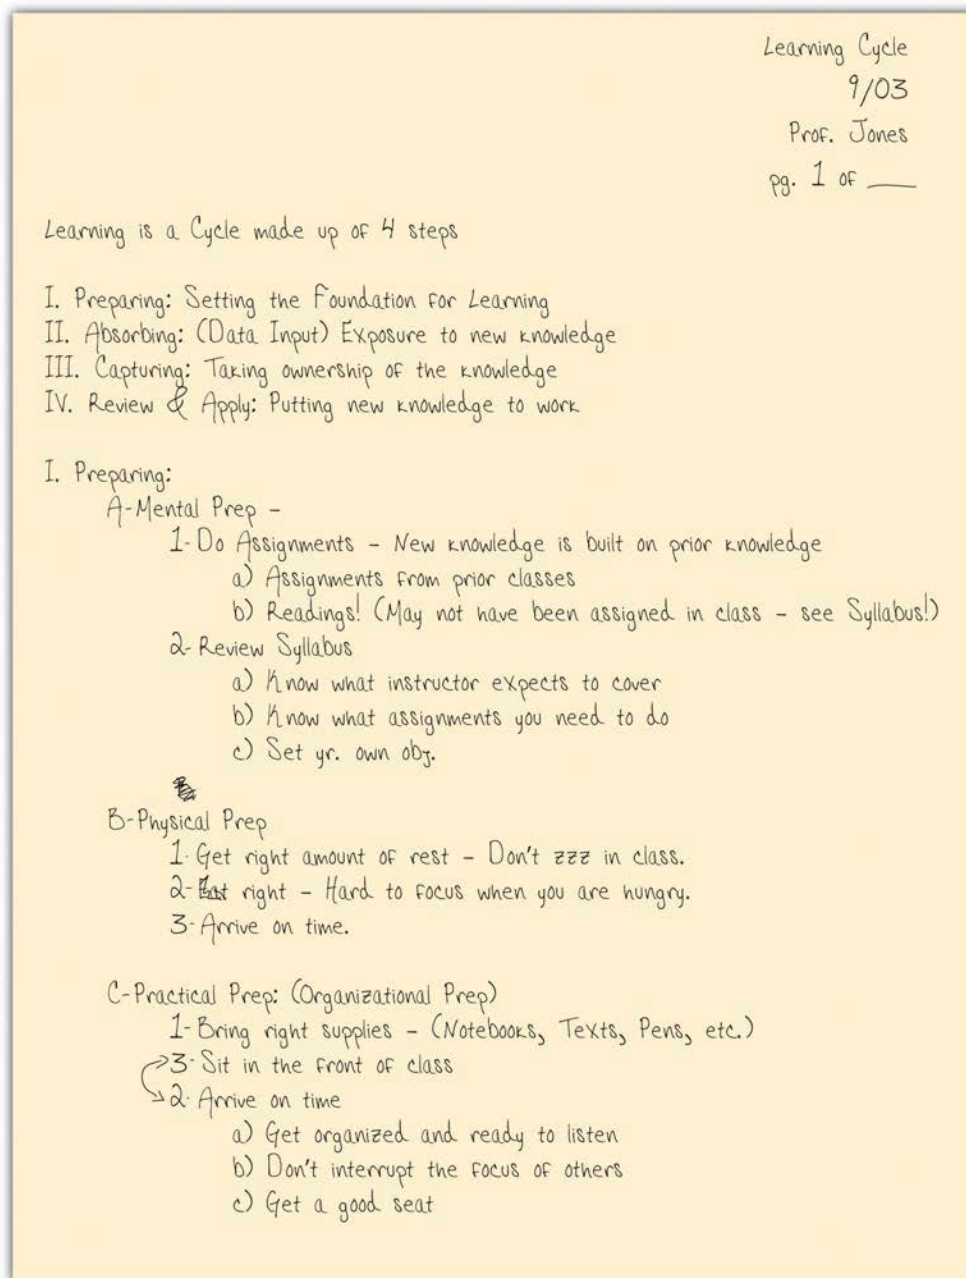 Learning Cycle
9/03
Prof. Jones
pg. 1 of ____
Learning is a Cycle made up of 4 steps
I. Preparing: Setting the Foundation for Learning
II. Absorbing: (Data Input) Exposure to new knowledge
III. Capturing: Taking ownership of the knowledge
IV. Review & Apply: Putting new knowledge to work
I. Preparing:
A-Mental Prep -
1- Do Assignments - New knowledge is built on prior knowledge
a) Assignments from prior classes
b) Readings! (May not have been assigned in class - see Syllabus!)
2- Review Syllabus
a) Know what instructor expects to cover
b) Know what assignments you need to do
c) Set yr. own obj.
B-Physical Prep
1- Get right amount of rest - Don't zzz in class.
2- Eat right - Hard to focus when you are hungry.
3- Arrive on time.
C-Practical Prep: (Organizational Prep)
1- Bring right supplies - (Notebooks, Texts, Pens, etc.)
3- Sit in the front of class
2- Arrive on time
a) Get organized and ready to listen
b) Don't interrupt the focus of others
c) Get a good seat